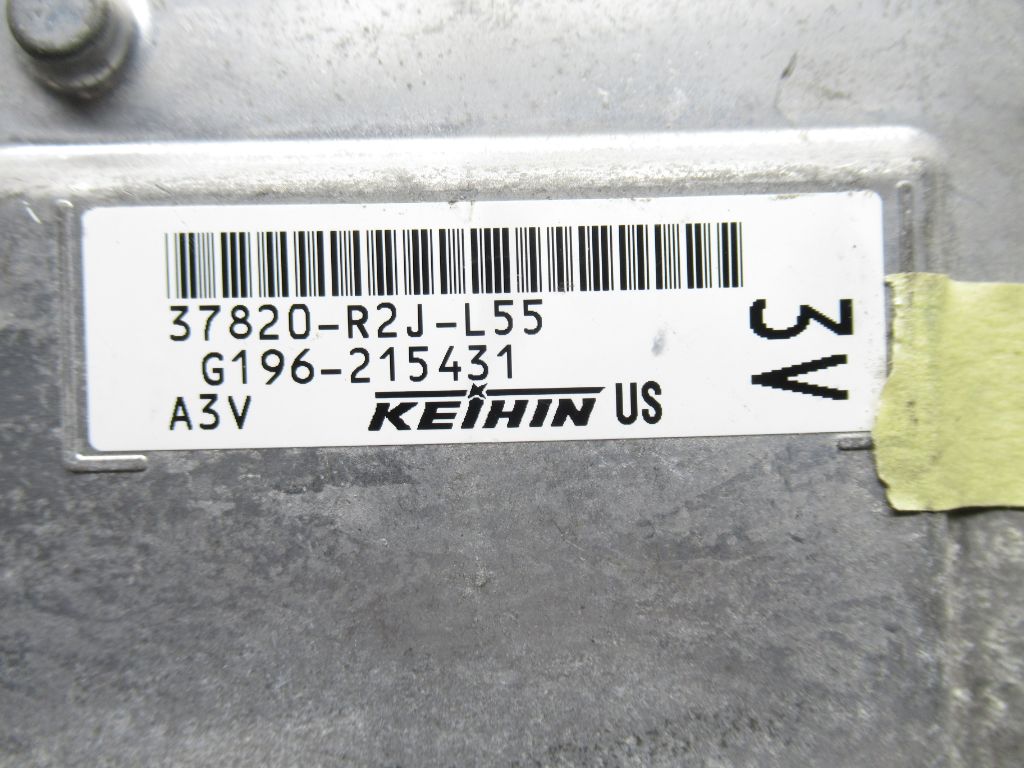 37820-R2J-L55
G196-215431
A3V KEIHIN US
3V